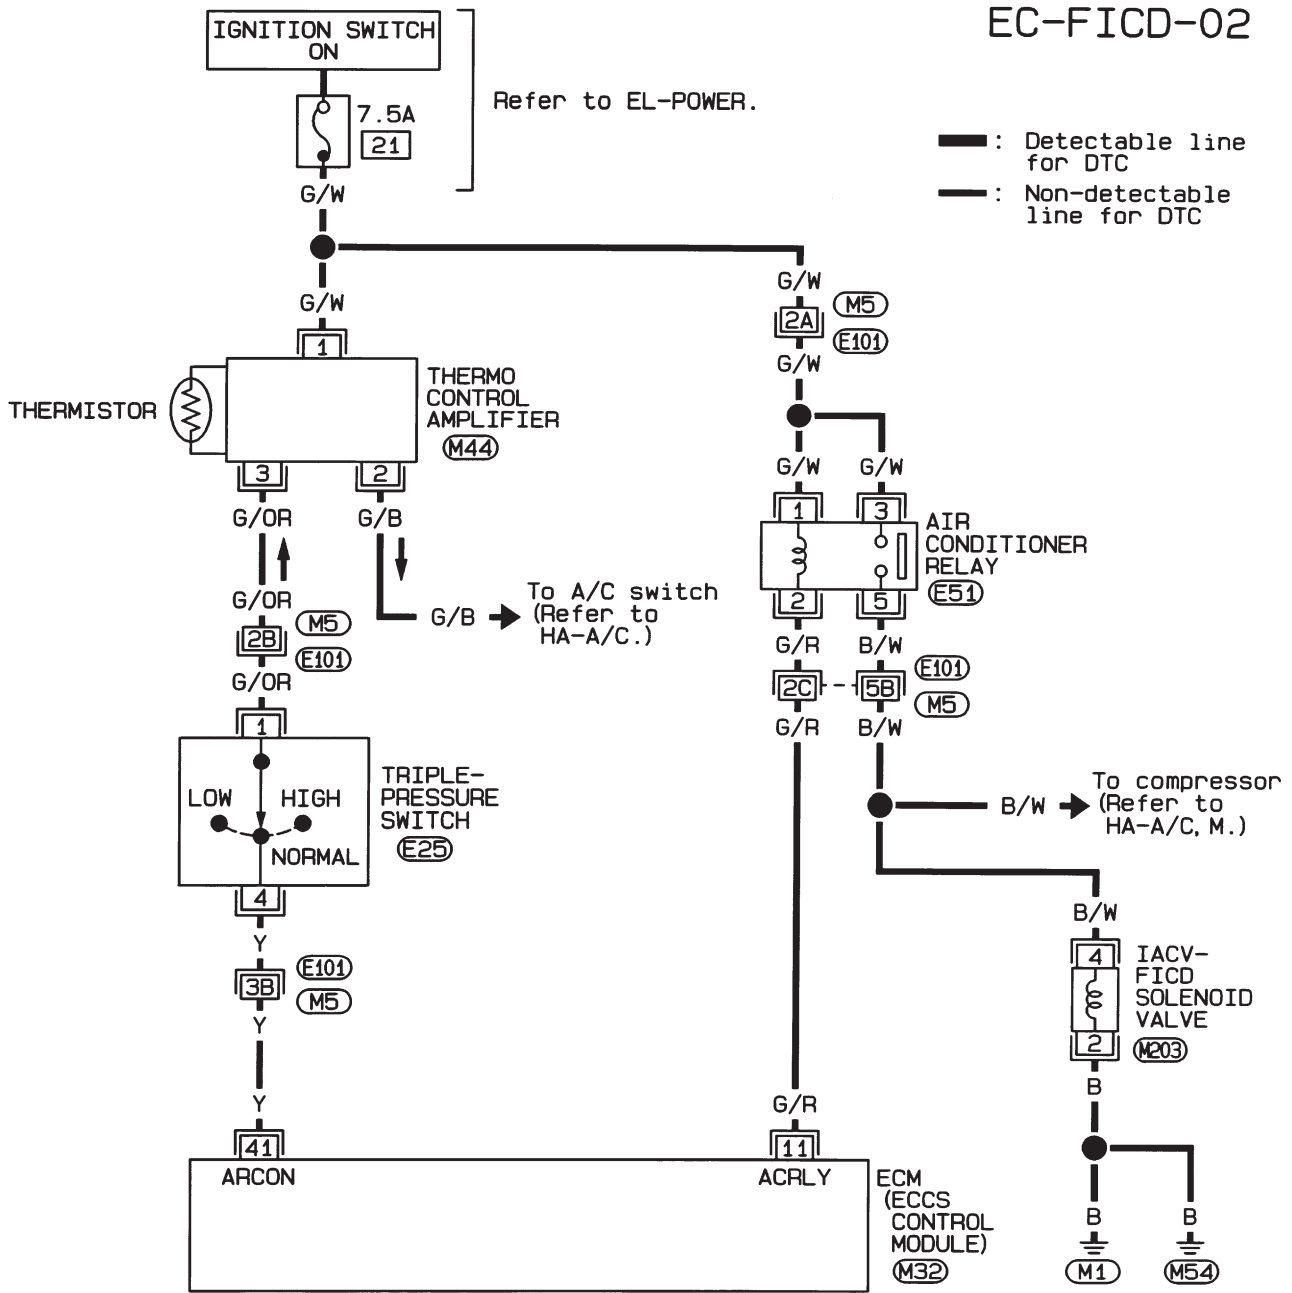 EC-FICD-02
IGNITION SWITCH
ON
7.5A
21
Refer to EL-POWER.
: Detectable line
for DTC
: Non-detectable
line for DTC
G/W
G/W
G/W
2A
M5
E101
G/W
1
THERMISTOR
THERMO
CONTROL
AMPLIFIER
M44
3
2
G/OR
G/B
G/OR
2B
M5
E101
G/OR
G/B
To A/C switch
(Refer to
HA-A/C.)
G/W
G/W
1
3
AIR
CONDITIONER
RELAY
E51
2
5
G/R
B/W
2C
5B
E101
M5
G/R
B/W
1
LOW
HIGH
NORMAL
TRIPLE-
PRESSURE
SWITCH
E25
4
B/W
To compressor
(Refer to
HA-A/C, M.)
Y
3B
E101
M5
Y
Y
B/W
4
IACV-
FICD
SOLENOID
VALVE
M203
2
B
G/R
41
11
ARCON
ACRLY
ECM
(ECCS
CONTROL
MODULE)
M32
B
B
M1
M54